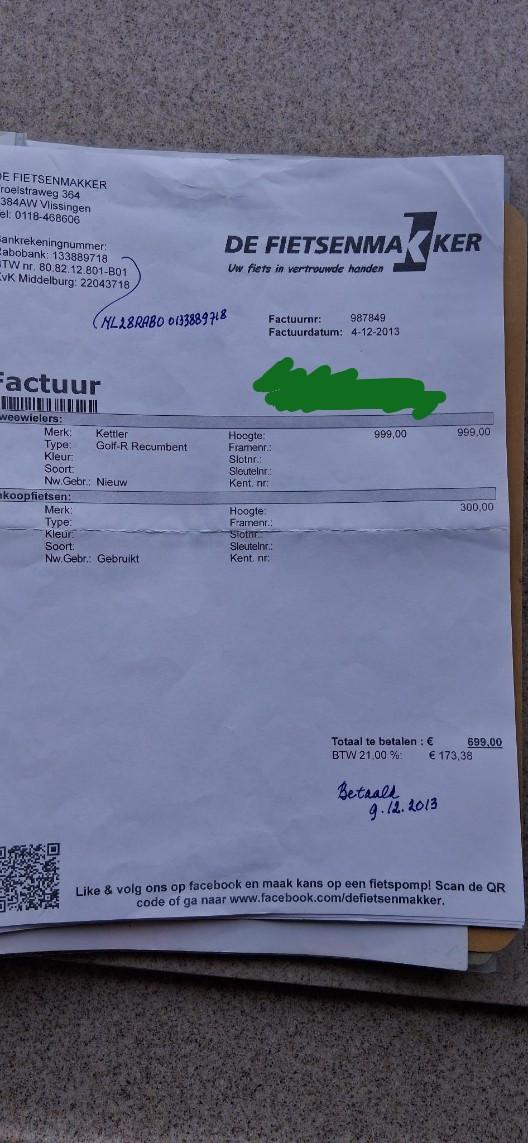 DE FIETSENMAKKER
roelstraweg 364
384AW Vlissingen
el: 0118-468606
ankrekeningnummer:
Rabobank: 133889718
BTW nr. 80.82.12.801-B01
KvK Middelburg: 22043718
DE FIETSENMAKKER
Uw fiets in vertrouwde handen
NL28RABO 0133889718
Factuurnr: 987849
Factuurdatum: 4-12-2013
Factuur
weewielers:
Merk: Kettler Hoogte: 999,00 999,00
Type: Golf-R Recumbent Framenr.:
Kleur: Slotnr.:
Soort: Sleutelnr.:
Nw.Gebr.: Nieuw Kent. nr:
nkoopfietsen:
Merk: Hoogte: 300,00
Type: Framenr.:
Kleur: Slotnr.:
Soort: Sleutelnr.:
Nw.Gebr.: Gebruikt Kent. nr:
Totaal te betalen : € 699,00
BTW 21,00 %: € 173,38
Betaald
9.12.2013
Like & volg ons op facebook en maak kans op een fietspomp! Scan de QR
code of ga naar www.facebook.com/defietsenmakker.